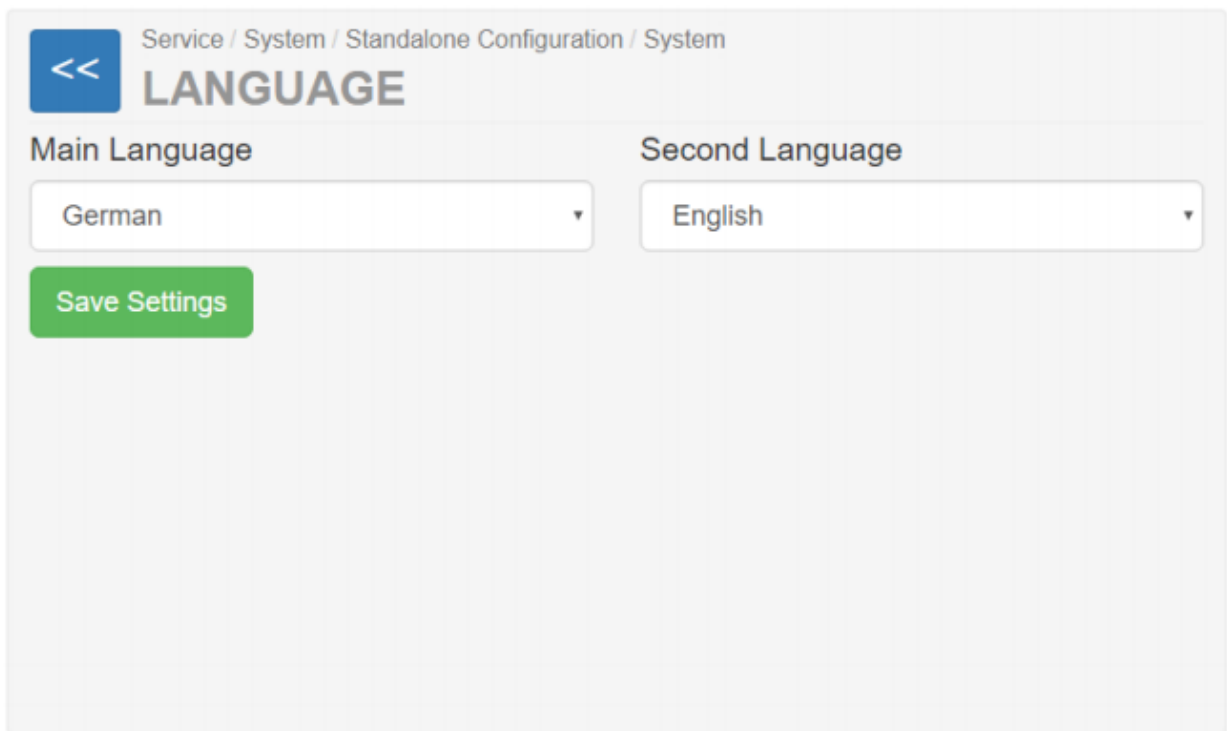 <<
Service / System / Standalone Configuration / System
LANGUAGE
Main Language
Second Language
German
English
Save Settings